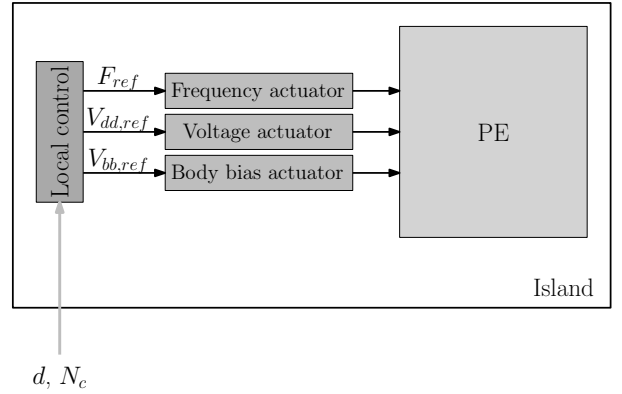 Local control
F_ref
Frequency actuator
V_dd,ref
Voltage actuator
V_bb,ref
Body bias actuator
PE
Island
d, N_c